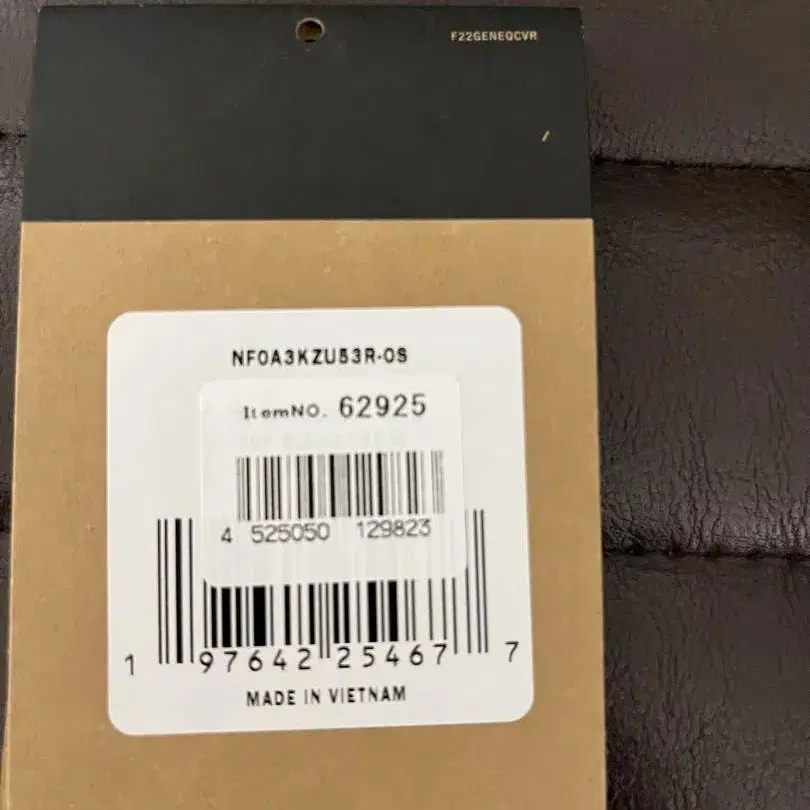 F22GENEQCVR
NF0A3KZU53R-OS
ItemNO. 62925
4 525050 129823
1 97642 25467 7
MADE IN VIETNAM